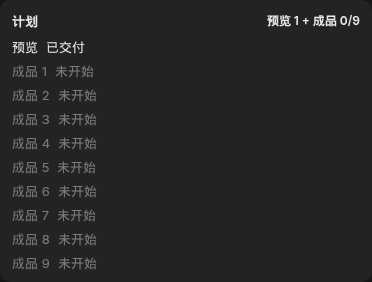 计划 预览 1 + 成品 0/9
预览 已交付
成品 1 未开始
成品 2 未开始
成品 3 未开始
成品 4 未开始
成品 5 未开始
成品 6 未开始
成品 7 未开始
成品 8 未开始
成品 9 未开始